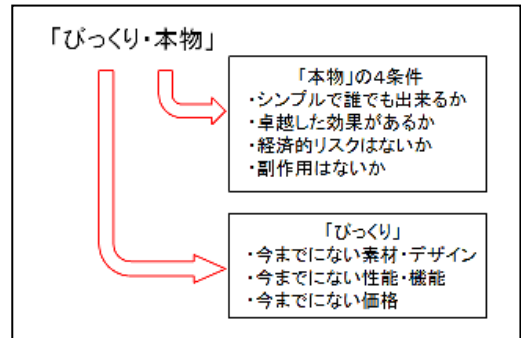 「びっくり・本物」
「本物」の4条件
・シンプルで誰でも出来るか
・卓越した効果があるか
・経済的リスクはないか
・副作用はないか
「びっくり」
・今までにない素材・デザイン
・今までにない性能・機能
・今までにない価格